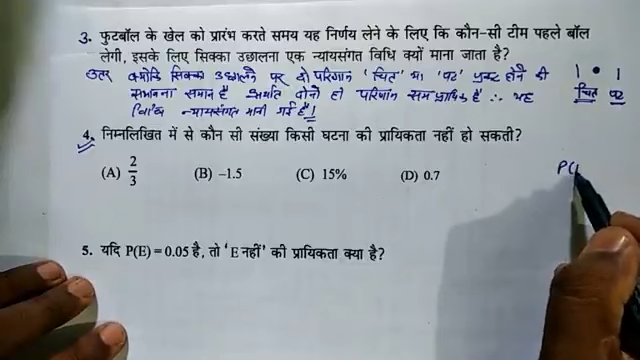 3. फुटबॉल के खेल को प्रारंभ करते समय यह निर्णय लेने के लिए कि कौन-सी टीम पहले बॉल
लेगी, इसके लिए सिक्का उछालना एक न्यायसंगत विधि क्यों माना जाता है?
उत्तर क्योंकि सिक्का उछालने पर दो परिणाम 'चित' या 'पट' प्रकट होने की
संभावना समान है अर्थात दोनो ही परिणाम सम प्रायिक है ∴ यह
विधि न्यायसंगत मानी गई है।
1 • 1
चित पट
4. निम्नलिखित में से कौन सी संख्या किसी घटना की प्रायिकता नहीं हो सकती?
(A) 2/3 (B) –1.5 (C) 15% (D) 0.7
P(
5. यदि P(E) = 0.05 है, तो 'E नहीं' की प्रायिकता क्या है?